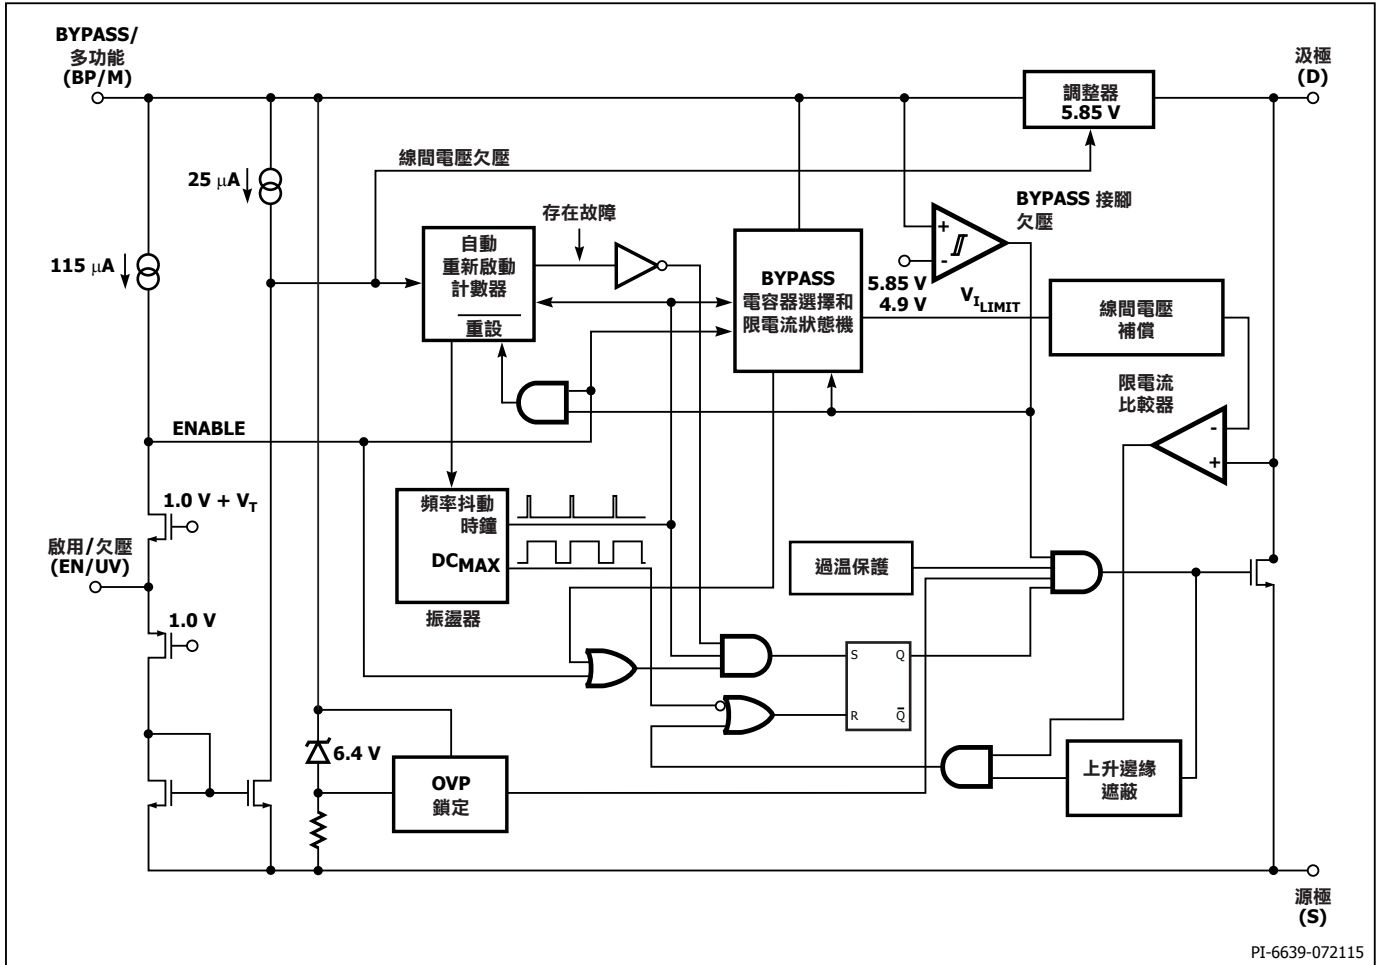 BYPASS/
多功能
(BP/M)
汲極
(D)
調整器
5.85 V
線間電壓欠壓
25 μA
115 μA
存在故障
自動
重新啟動
計數器
重設
BYPASS
電容器選擇和
限電流狀態機
BYPASS 接腳
欠壓
+
-
5.85 V
4.9 V
VILIMIT
線間電壓
補償
限電流
比較器
-
+
ENABLE
1.0 V + VT
啟用/欠壓
(EN/UV)
1.0 V
頻率抖動
時鐘
DCMAX
振盪器
過溫保護
S Q
R Q̅
6.4 V
OVP
鎖定
上升邊緣
遮蔽
源極
(S)
PI-6639-072115